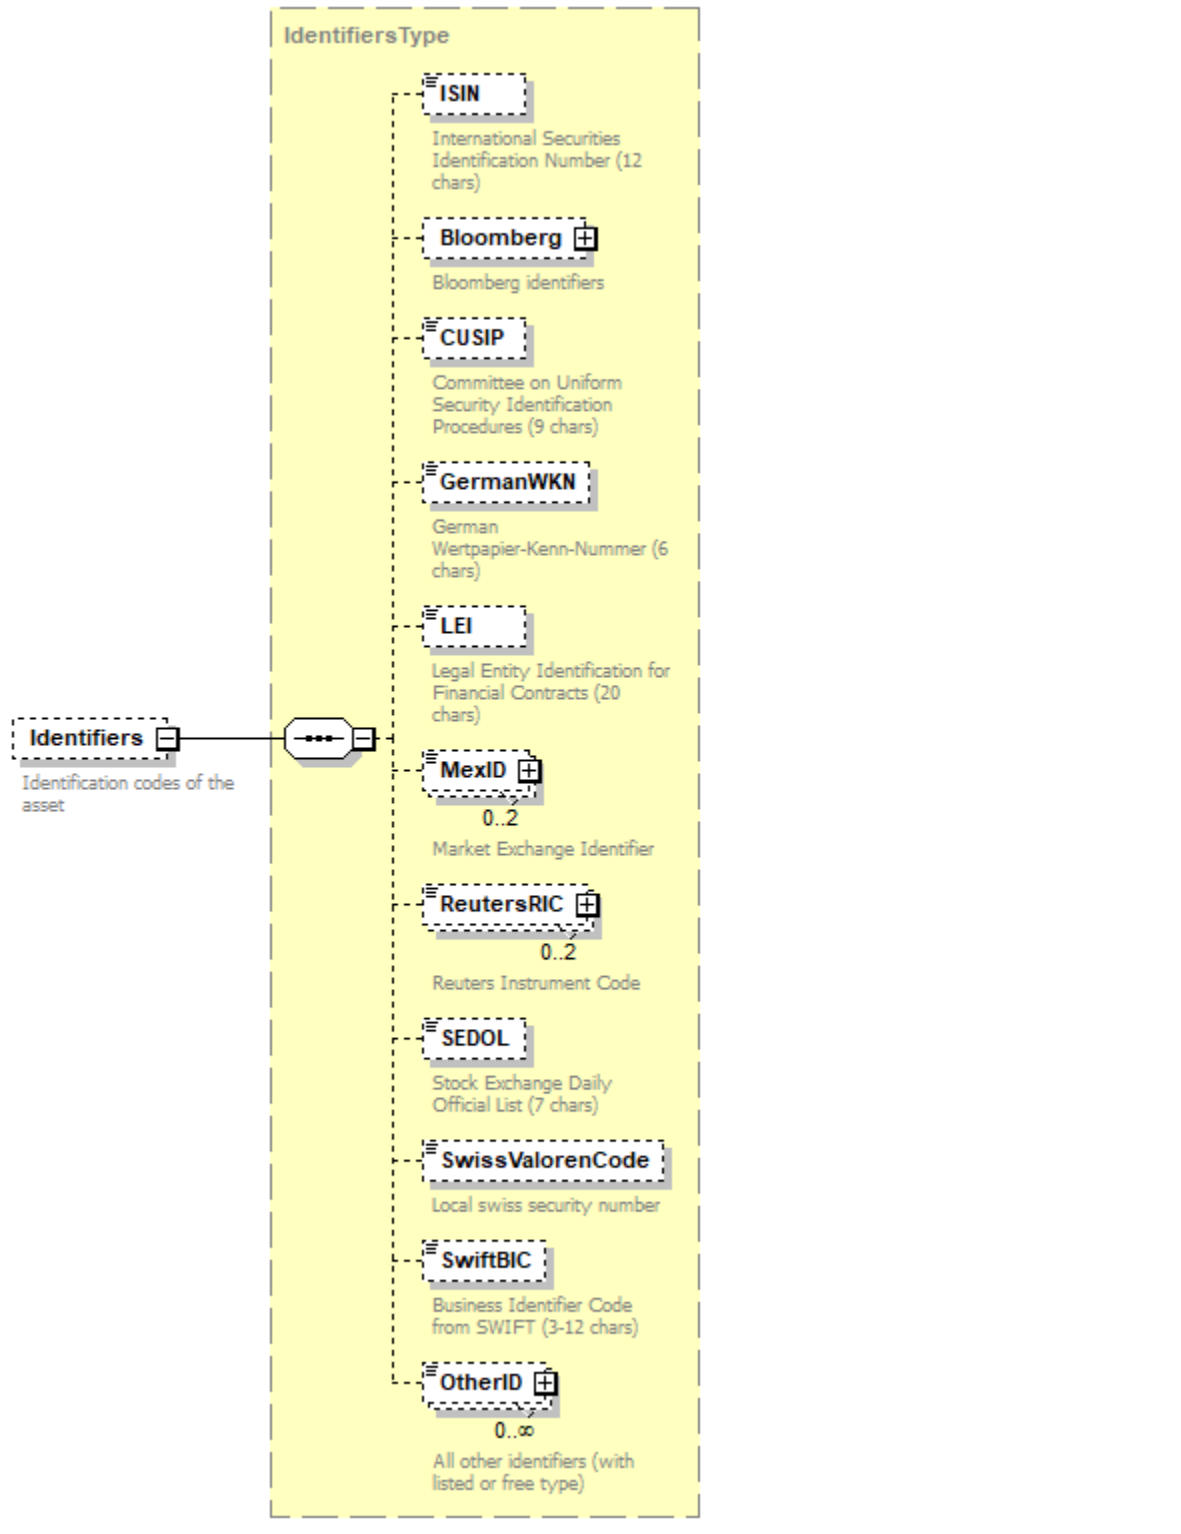 IdentifiersType
ISIN
International Securities
Identification Number (12
chars)
Bloomberg
Bloomberg identifiers
CUSIP
Committee on Uniform
Security Identification
Procedures (9 chars)
GermanWKN
German
Wertpapier-Kenn-Nummer (6
chars)
LEI
Legal Entity Identification for
Financial Contracts (20
chars)
Identifiers
Identification codes of the
asset
MexID
0..2
Market Exchange Identifier
ReutersRIC
0..2
Reuters Instrument Code
SEDOL
Stock Exchange Daily
Official List (7 chars)
SwissValorenCode
Local swiss security number
SwiftBIC
Business Identifier Code
from SWIFT (3-12 chars)
OtherID
0..∞
All other identifiers (with
listed or free type)